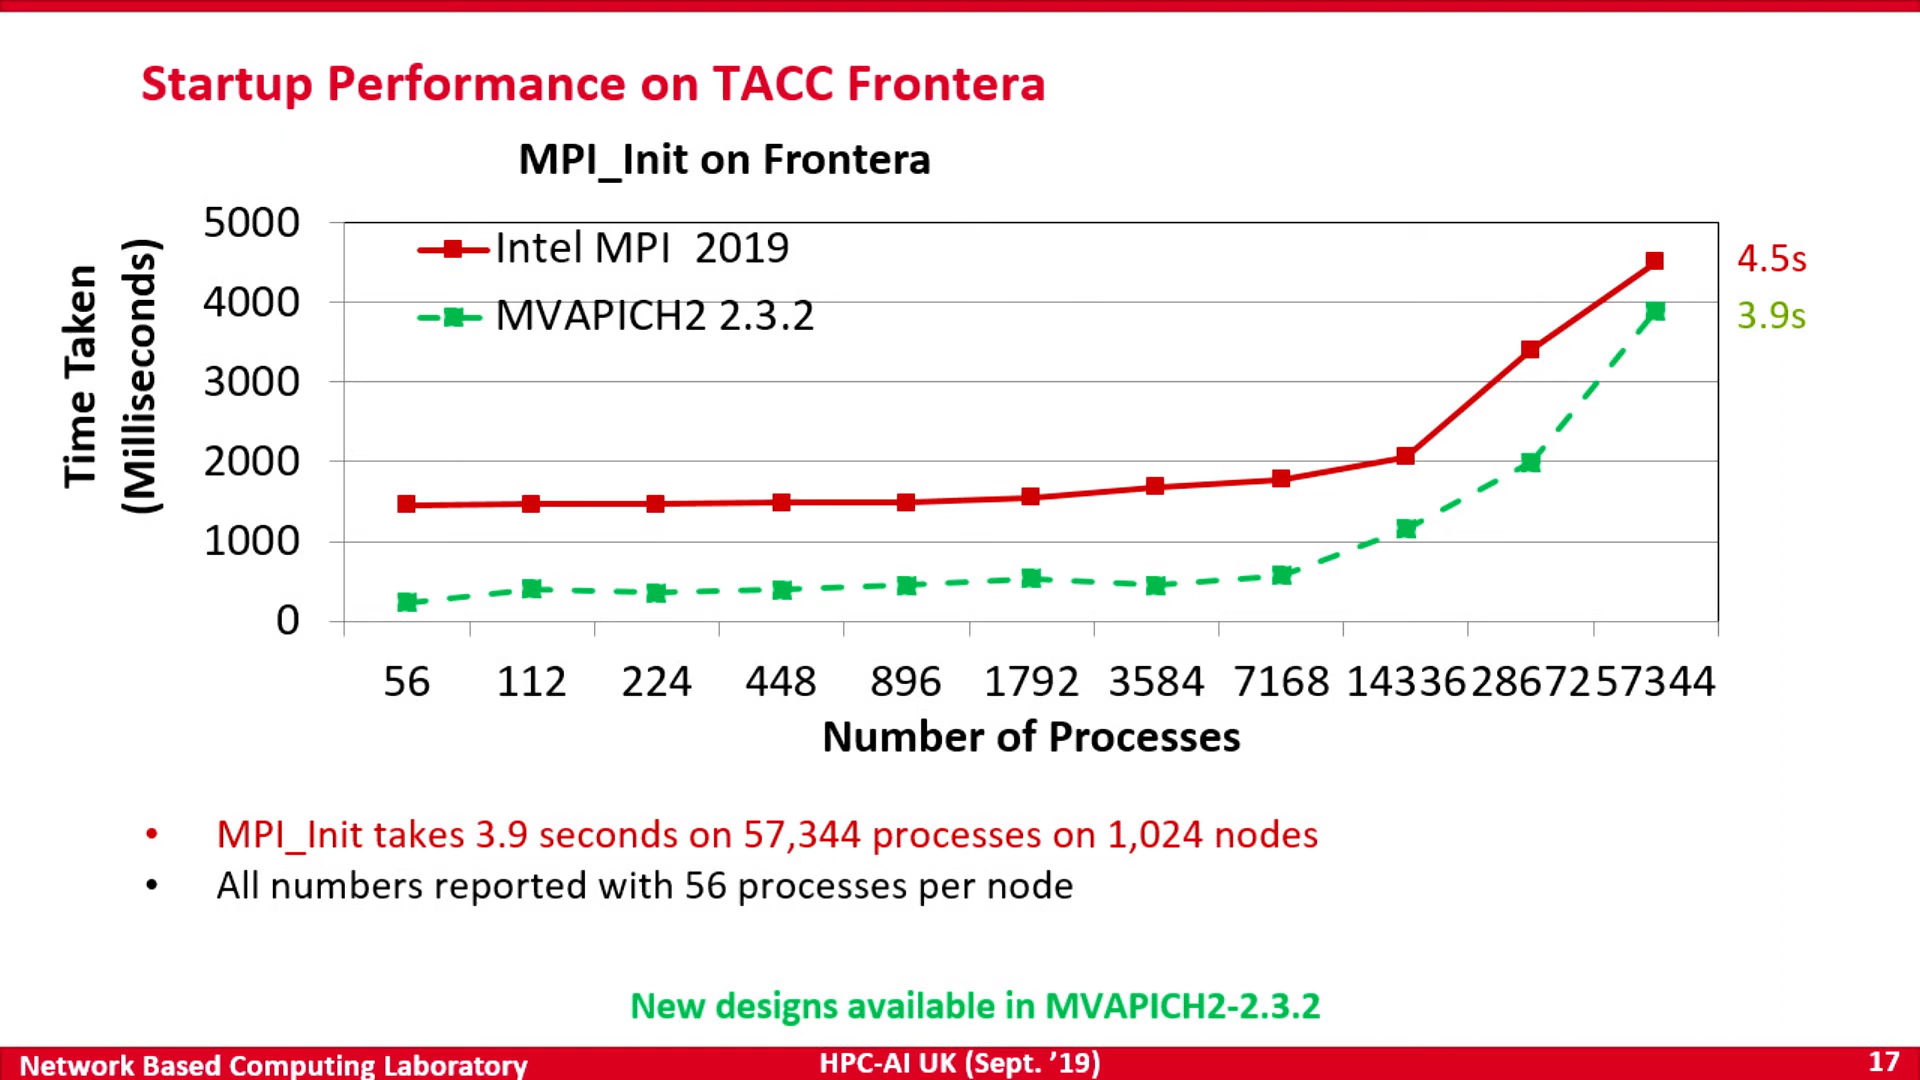 Startup Performance on TACC Frontera
MPI_Init on Frontera
Time Taken
(Milliseconds)
5000
4000
3000
2000
1000
0
Intel MPI  2019
MVAPICH2 2.3.2
4.5s
3.9s
56 112 224 448 896 1792 3584 7168 14336 28672 57344
Number of Processes
• MPI_Init takes 3.9 seconds on 57,344 processes on 1,024 nodes
• All numbers reported with 56 processes per node
New designs available in MVAPICH2-2.3.2
Network Based Computing Laboratory
HPC-AI UK (Sept. ’19)
17